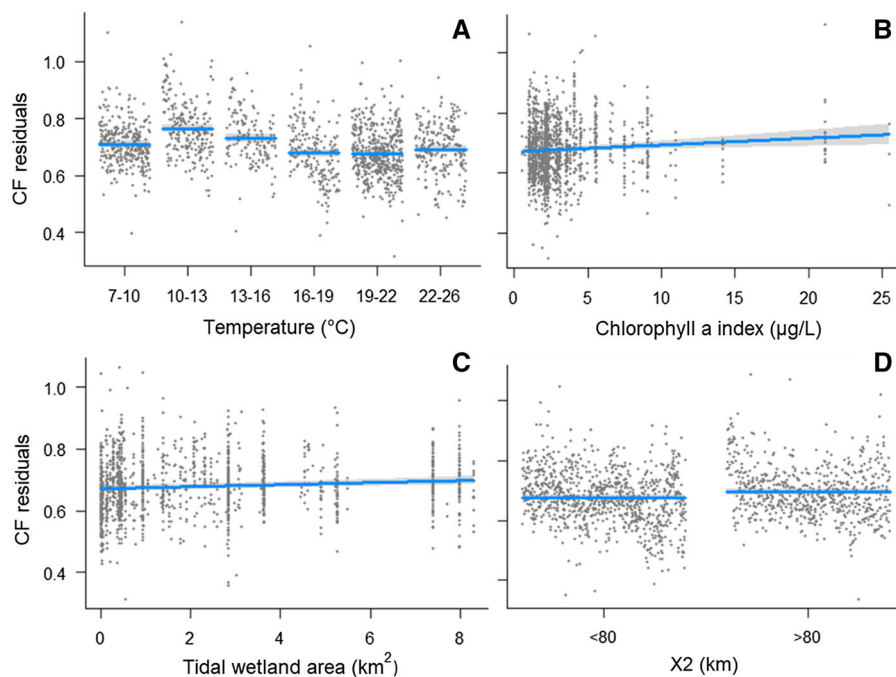 A
CF residuals
1.0
0.8
0.6
0.4
7-10 10-13 13-16 16-19 19-22 22-26
Temperature (°C)
B
0 5 10 15 20 25
Chlorophyll a index (µg/L)
C
CF residuals
1.0
0.8
0.6
0.4
0 2 4 6 8
Tidal wetland area (km²)
D
<80 >80
X2 (km)